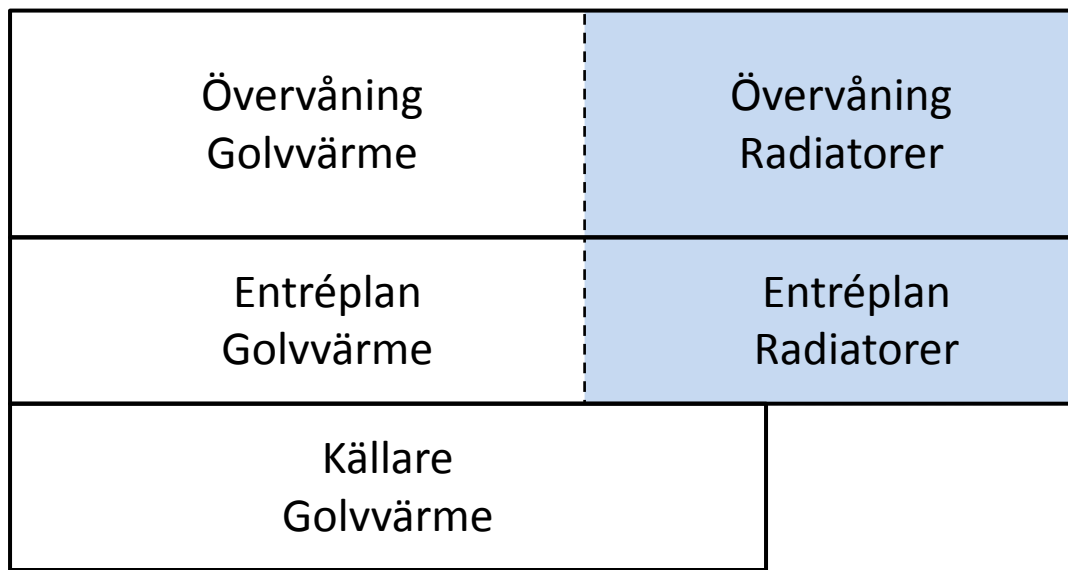 Övervåning
Golvvärme
Övervåning
Radiatorer
Entréplan
Golvvärme
Entréplan
Radiatorer
Källare
Golvvärme